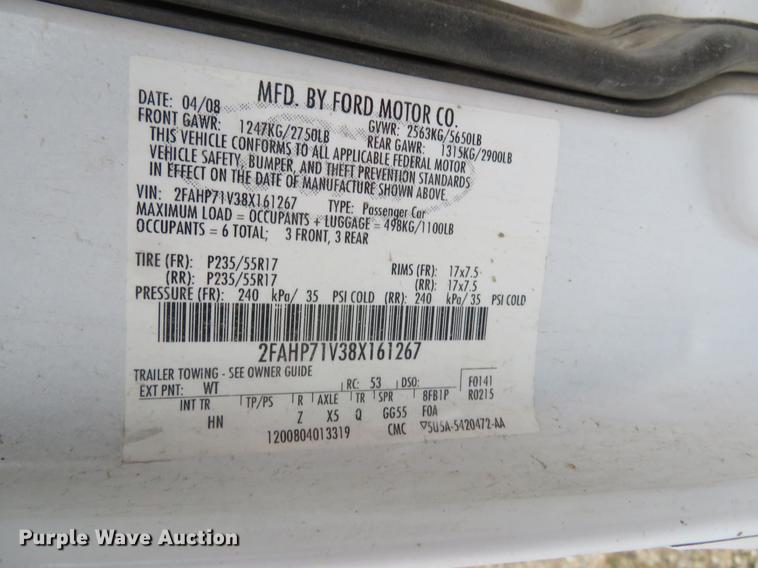 MFD. BY FORD MOTOR CO.
DATE: 04/08 GVWR: 2563KG/5650LB
FRONT GAWR: 1247KG/2750LB REAR GAWR: 1315KG/2900LB
THIS VEHICLE CONFORMS TO ALL APPLICABLE FEDERAL MOTOR
VEHICLE SAFETY, BUMPER, AND THEFT PREVENTION STANDARDS
IN EFFECT ON THE DATE OF MANUFACTURE SHOWN ABOVE.
VIN: 2FAHP71V38X161267 TYPE: Passenger Car
MAXIMUM LOAD = OCCUPANTS + LUGGAGE = 498KG/1100LB
OCCUPANTS = 6 TOTAL; 3 FRONT, 3 REAR
TIRE (FR): P235/55R17 RIMS (FR): 17x7.5
(RR): P235/55R17 (RR): 17x7.5
PRESSURE (FR): 240 kPa/ 35 PSI COLD (RR): 240 kPa/ 35 PSI COLD
2FAHP71V38X161267
TRAILER TOWING - SEE OWNER GUIDE
EXT PNT: WT RC: 53 DSO: F0141
INT TR TP/PS R AXLE TR SPR 8FB1P R0215
HN Z X5 Q GG55 F0A
1200804013319 CMC ▽5U5A-5420472-AA
Purple Wave Auction